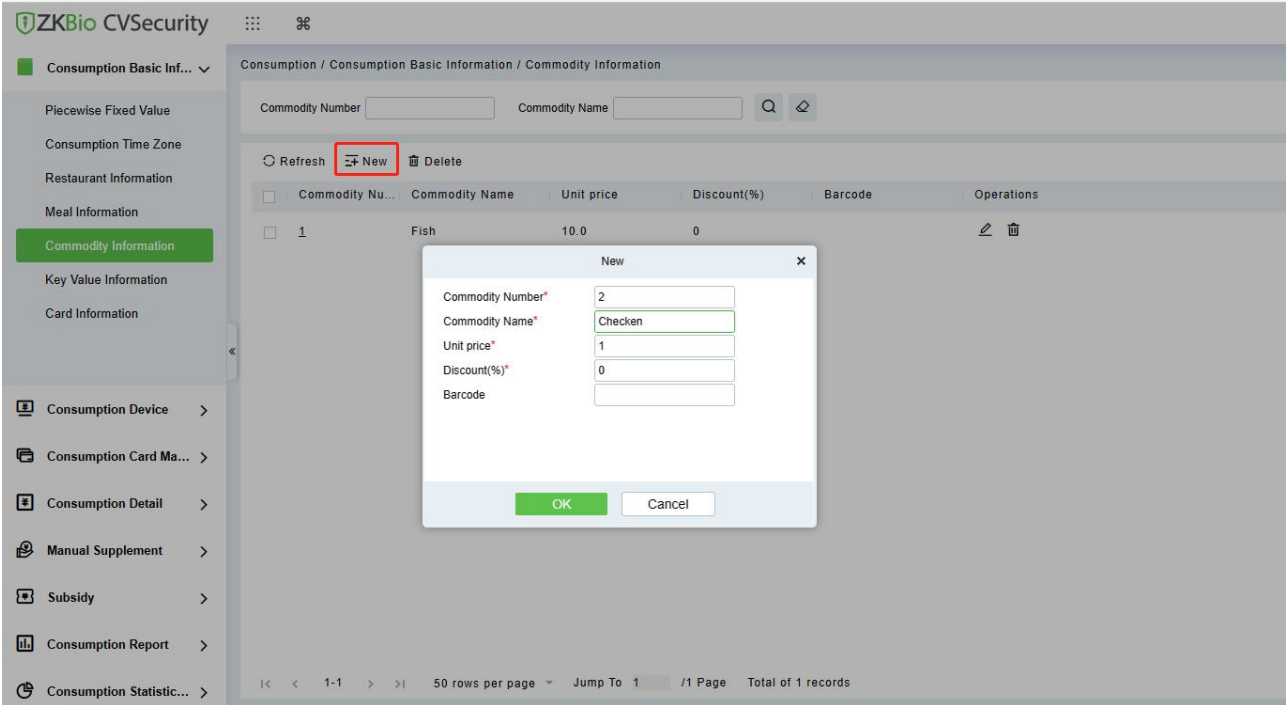 ZKBio CVSecurity
Consumption Basic Inf...
Consumption / Consumption Basic Information / Commodity Information
Piecewise Fixed Value
Consumption Time Zone
Restaurant Information
Meal Information
Commodity Information
Key Value Information
Card Information
Consumption Device
Consumption Card Ma...
Consumption Detail
Manual Supplement
Subsidy
Consumption Report
Consumption Statistic...
Commodity Number
Commodity Name
Refresh New Delete
Commodity Nu... Commodity Name Unit price Discount(%) Barcode Operations
1 Fish 10.0 0
New
Commodity Number* 2
Commodity Name* Checken
Unit price* 1
Discount(%)* 0
Barcode
OK Cancel
1-1 50 rows per page Jump To 1 /1 Page Total of 1 records